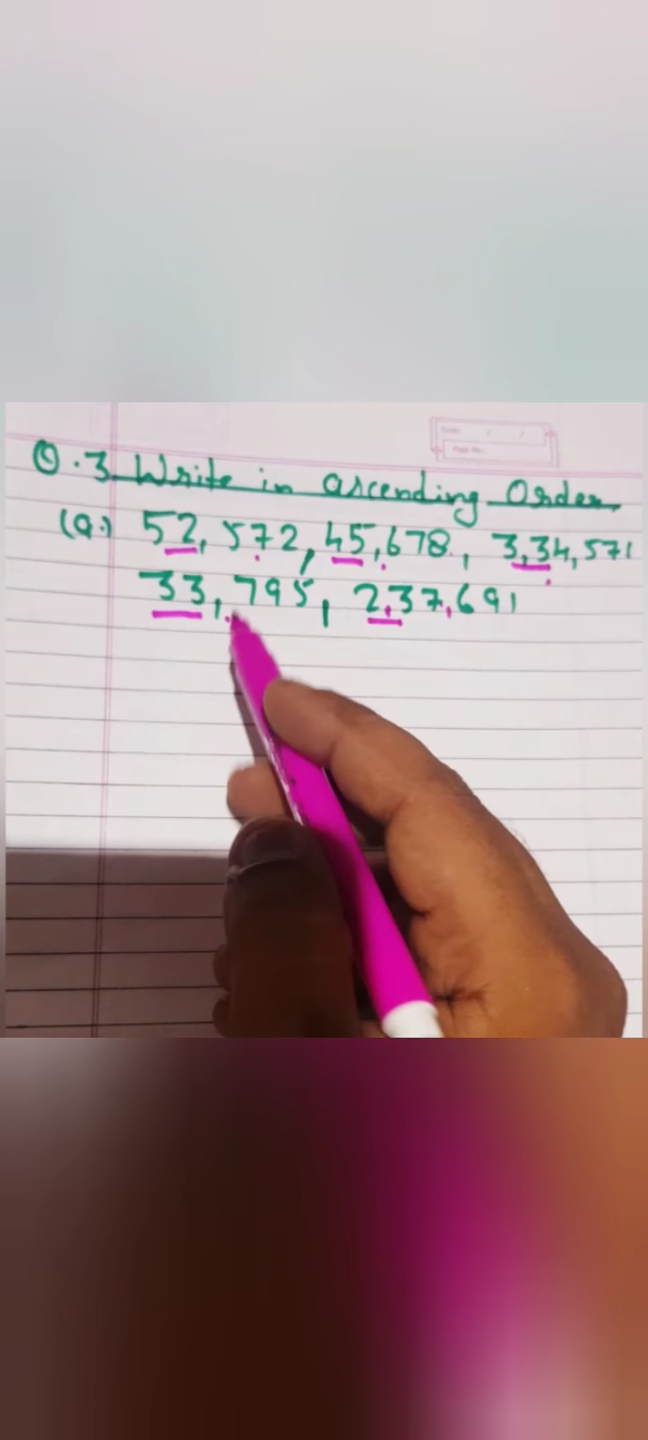 Q.3 Write in ascending Order
(a.) 52,572, 45,678, 3,34,571
33,795, 2,37,691